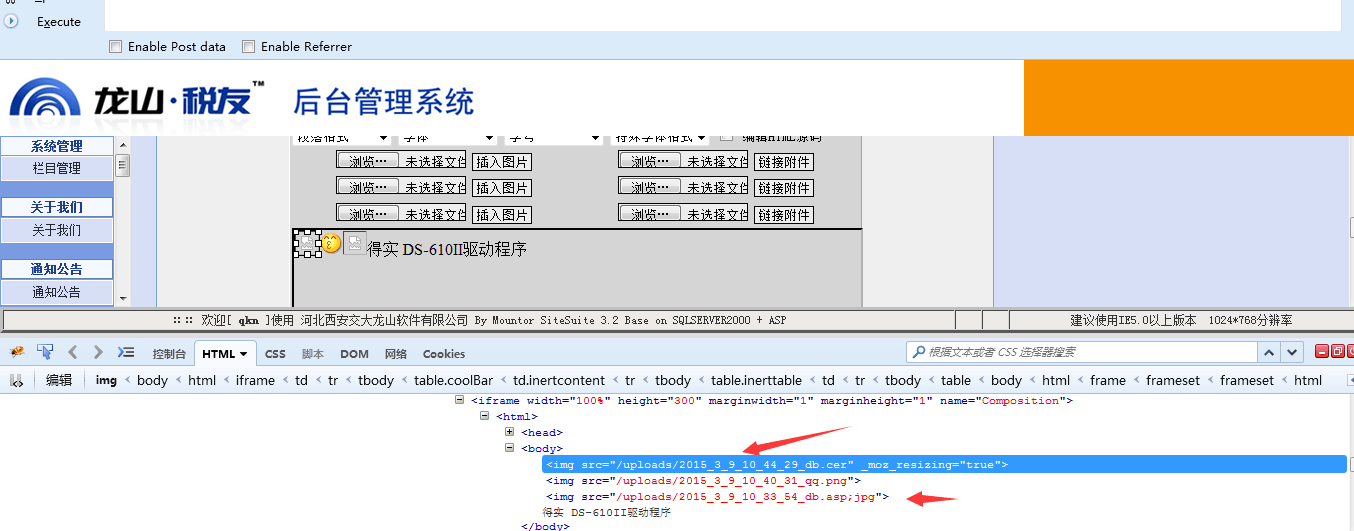 Execute
Enable Post data Enable Referrer
龙山·税友™ 后台管理系统
系统管理
栏目管理
关于我们
关于我们
通知公告
通知公告
段落格式 字体 字号 特殊字体格式 编辑HTML源码
浏览… 未选择文件 插入图片 浏览… 未选择文件 链接附件
浏览… 未选择文件 插入图片 浏览… 未选择文件 链接附件
浏览… 未选择文件 插入图片 浏览… 未选择文件 链接附件
得实 DS-610II驱动程序
:: :: 欢迎[ qkn ]使用 河北西安交大龙山软件有限公司 By Mountor SiteSuite 3.2 Base on SQLSERVER2000 + ASP 建议使用IE5.0以上版本 1024*768分辨率
控制台 HTML CSS 脚本 DOM 网络 Cookies 根据文本或者 CSS 选择器搜索
编辑 img < body < html < iframe < td < tr < tbody < table.coolBar < td.inertcontent < tr < tbody < table.inerttable < td < tr < tbody < table < body < html < frame < frameset < frameset < html
<iframe width="100%" height="300" marginwidth="1" marginheight="1" name="Composition">
<html>
<head>
<body>
<img src="/uploads/2015_3_9_10_44_29_db.cer" _moz_resizing="true">
<img src="/uploads/2015_3_9_10_40_31_qq.png">
<img src="/uploads/2015_3_9_10_33_54_db.asp;jpg">
得实 DS-610II驱动程序
</body>